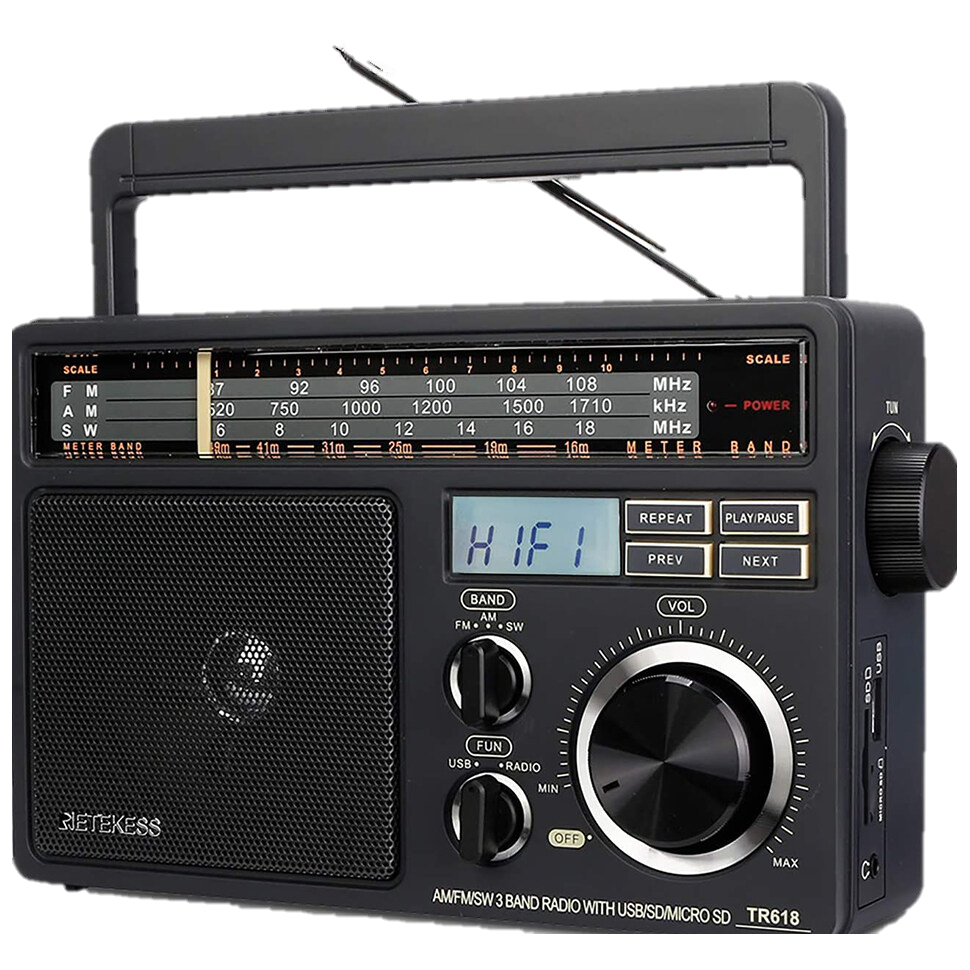 SCALE 1 2 3 4 5 6 7 8 9 10 SCALE
F M 87 92 96 100 104 108 MHz
A M 520 750 1000 1200 1500 1710 kHz
POWER
S W 6 8 10 12 14 16 18 MHz
METER BAND 49m 41m 31m 25m 19m 16m METER BAND
TUN
HIFI
REPEAT PLAY/PAUSE
PREV NEXT
BAND
AM
FM SW
VOL
FUN
USB RADIO
MIN
OFF
MAX
USB
SD
MICRO SD
RETEKESS
AM/FM/SW 3 BAND RADIO WITH USB/SD/MICRO SD TR618